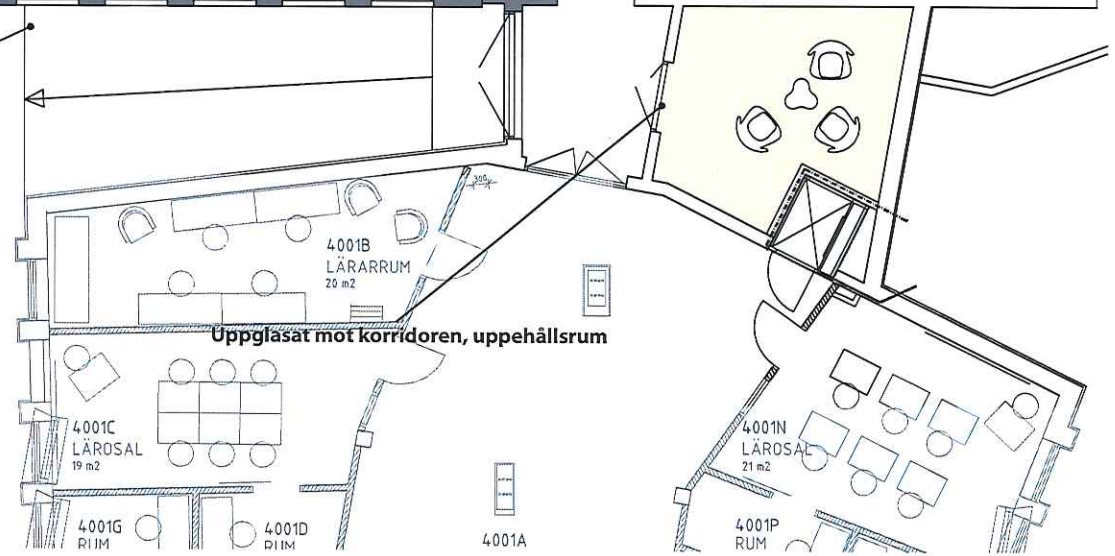 300
4001B
LÄRARRUM
20 m2
Uppglasat mot korridoren, uppehållsrum
4001C
LÄROSAL
19 m2
4001N
LÄROSAL
21 m2
4001G
RUM
4001D
RUM
4001A
4001P
RUM